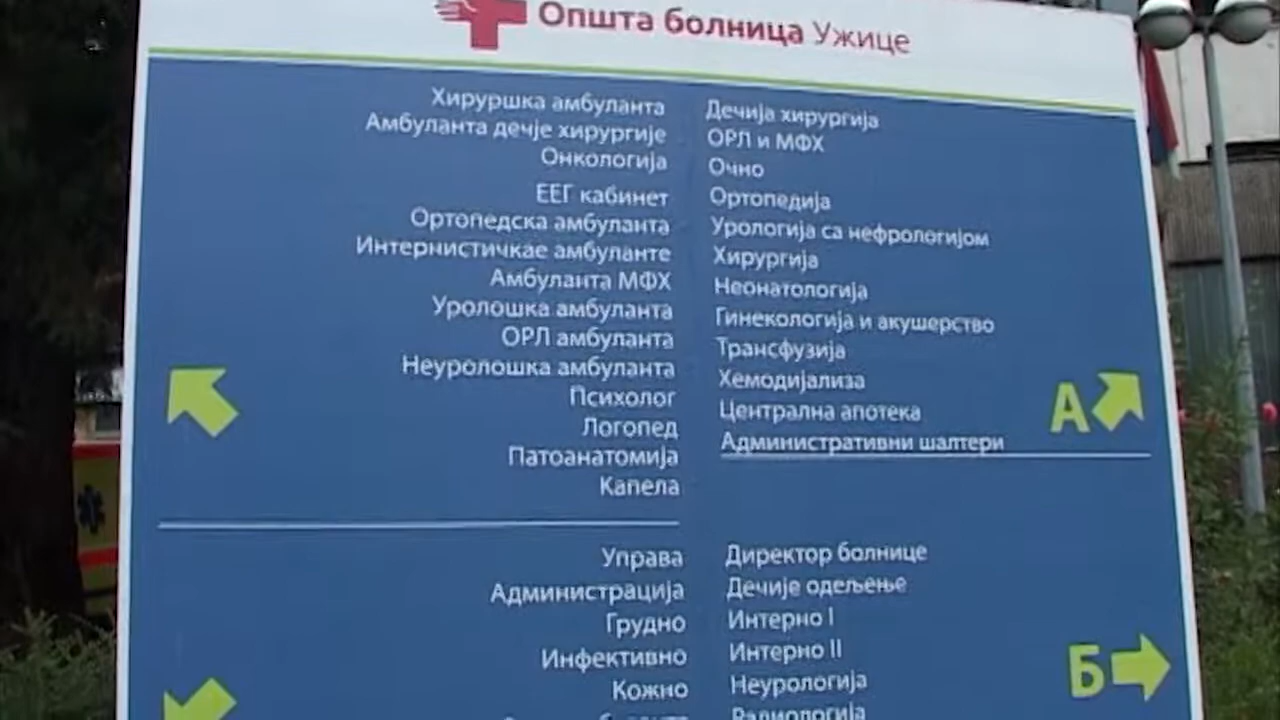 Општа болница Ужице
Хируршка амбуланта
Амбуланта дечје хирургије
Онкологија
ЕЕГ кабинет
Ортопедска амбуланта
Интернистичкае амбуланте
Амбуланта МФХ
Уролошка амбуланта
ОРЛ амбуланта
Неуролошка амбуланта
Психолог
Логопед
Патоанатомија
Капела
Дечија хирургија
ОРЛ и МФХ
Очно
Ортопедија
Урологија са нефрологијом
Хирургија
Неонатологија
Гинекологија и акушерство
Трансфузија
Хемодијализа
Централна апотека
Административни шалтери
А
Управа
Администрација
Грудно
Инфективно
Кожно
Директор болнице
Дечије одељење
Интерно I
Интерно II
Неурологија
Радиологија
Б